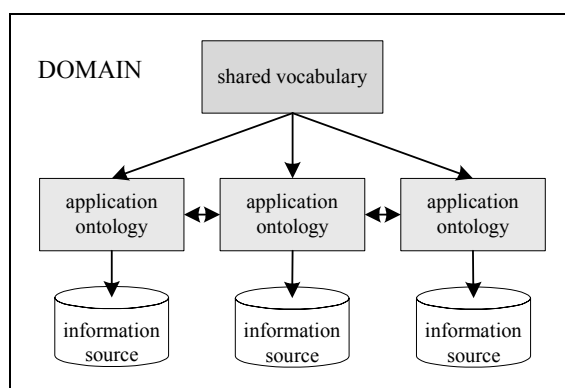 DOMAIN
shared vocabulary
application
ontology
application
ontology
application
ontology
information
source
information
source
information
source